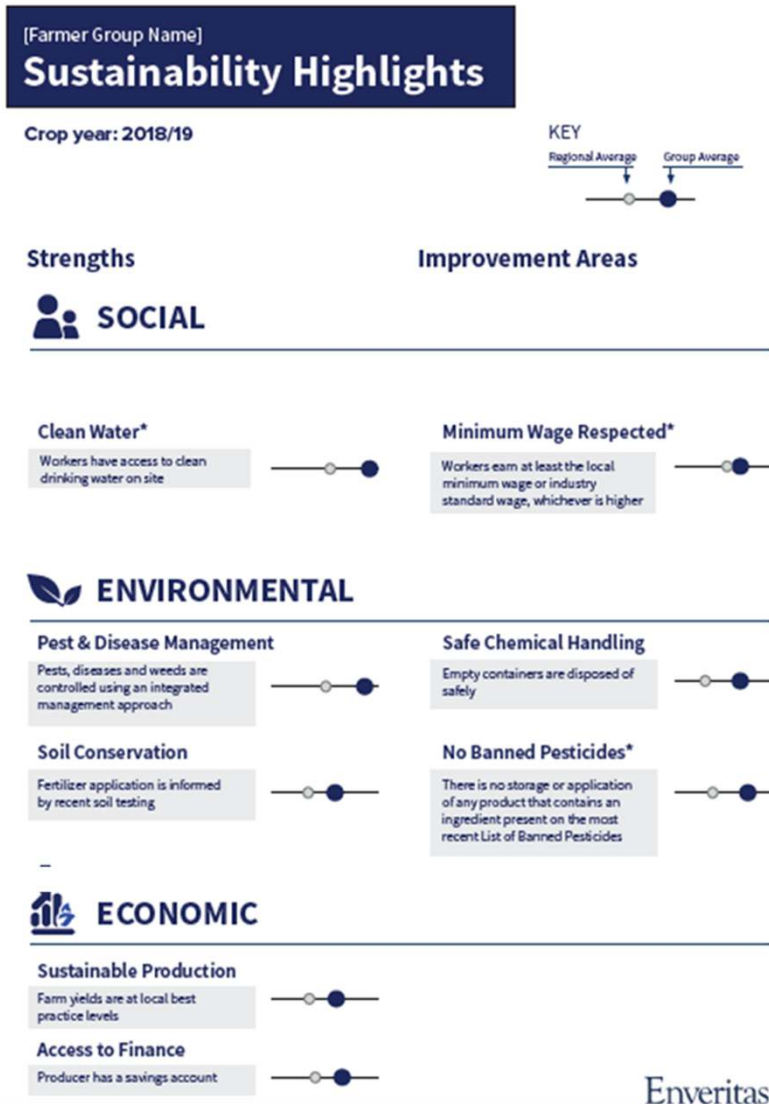 [Farmer Group Name]
Sustainability Highlights
Crop year: 2018/19
KEY
Regional Average
Group Average
Strengths
Improvement Areas
SOCIAL
Clean Water*
Workers have access to clean
drinking water on site
Minimum Wage Respected*
Workers earn at least the local
minimum wage or industry
standard wage, whichever is higher
ENVIRONMENTAL
Pest & Disease Management
Pests, diseases and weeds are
controlled using an integrated
management approach
Safe Chemical Handling
Empty containers are disposed of
safely
Soil Conservation
Fertilizer application is informed
by recent soil testing
No Banned Pesticides*
There is no storage or application
of any product that contains an
ingredient present on the most
recent List of Banned Pesticides
–
ECONOMIC
Sustainable Production
Farm yields are at local best
practice levels
Access to Finance
Producer has a savings account
Enveritas